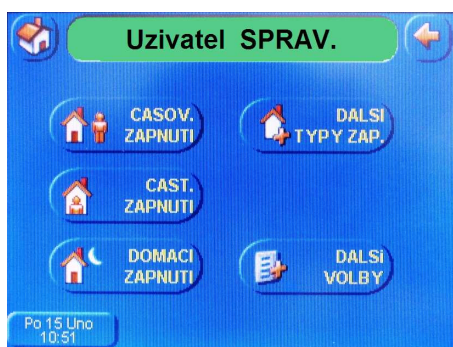 Uzivatel SPRAV.
CASOV.
ZAPNUTI
DALSI
TYPY ZAP.
CAST.
ZAPNUTI
DOMACI
ZAPNUTI
DALSi
VOLBY
Po 15 Uno
10:51